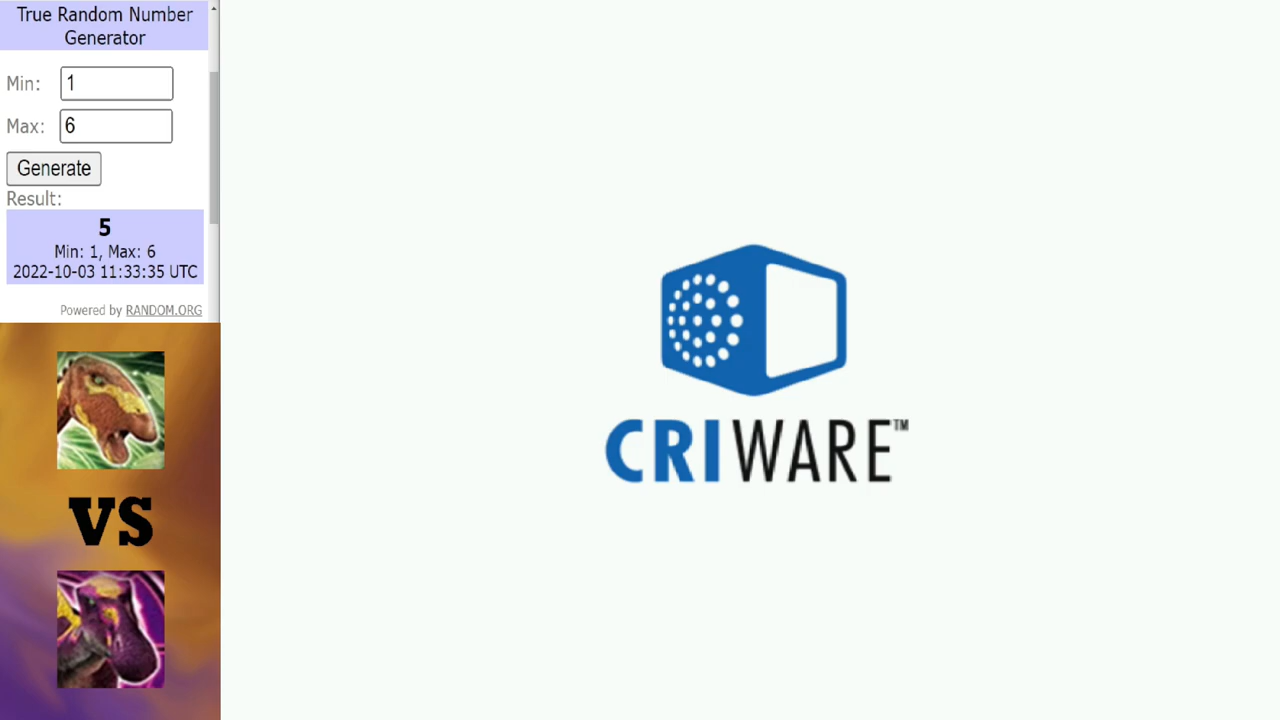 True Random Number
Generator
Min: 1
Max: 6
Generate
Result:
5
Min: 1, Max: 6
2022-10-03 11:33:35 UTC
Powered by RANDOM.ORG
VS
CRIWARE™